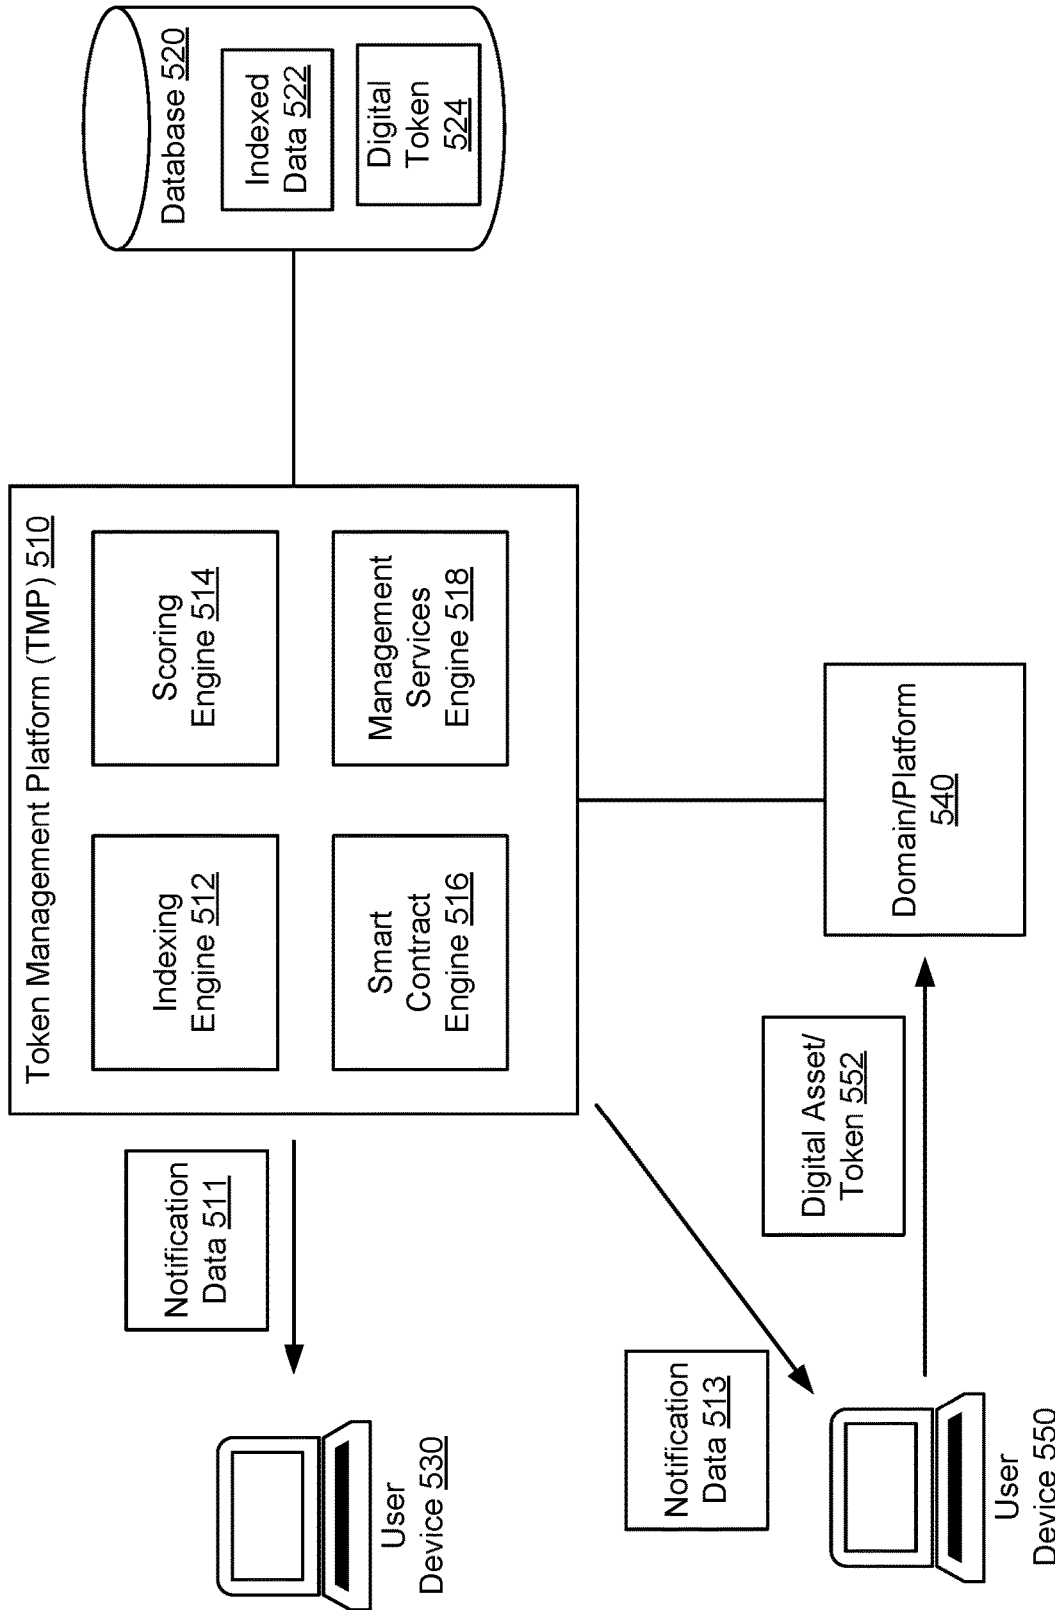 Token Management Platform (TMP) 510
Indexing
Engine 512
Scoring
Engine 514
Smart
Contract
Engine 516
Management
Services
Engine 518
Database 520
Indexed
Data 522
Digital
Token
524
Notification
Data 511
User
Device 530
Notification
Data 513
Digital Asset/
Token 552
Domain/Platform
540
User
Device 550